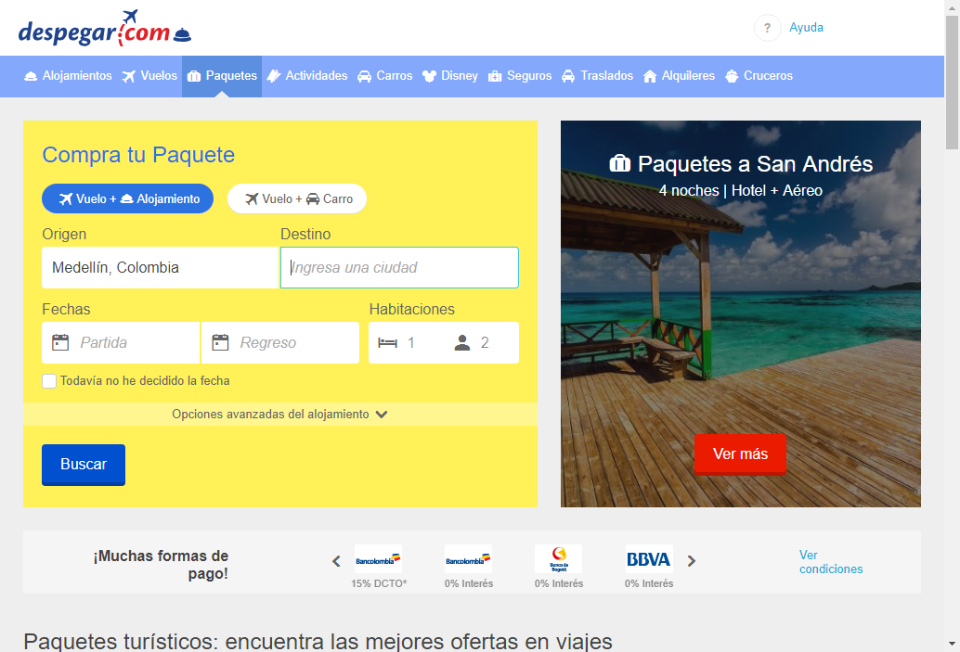 despegar.com
? Ayuda
Alojamientos Vuelos Paquetes Actividades Carros Disney Seguros Traslados Alquileres Cruceros
Compra tu Paquete
Vuelo + Alojamiento Vuelo + Carro
Origen Destino
Medellín, Colombia Ingresa una ciudad
Fechas Habitaciones
Partida Regreso 1 2
Todavía no he decidido la fecha
Opciones avanzadas del alojamiento
Buscar
Paquetes a San Andrés
4 noches | Hotel + Aéreo
Ver más
¡Muchas formas de
pago!
Bancolombia Bancolombia Banco de Bogotá BBVA
15% DCTO* 0% Interés 0% Interés 0% Interés
Ver
condiciones
Paquetes turísticos: encuentra las mejores ofertas en viajes